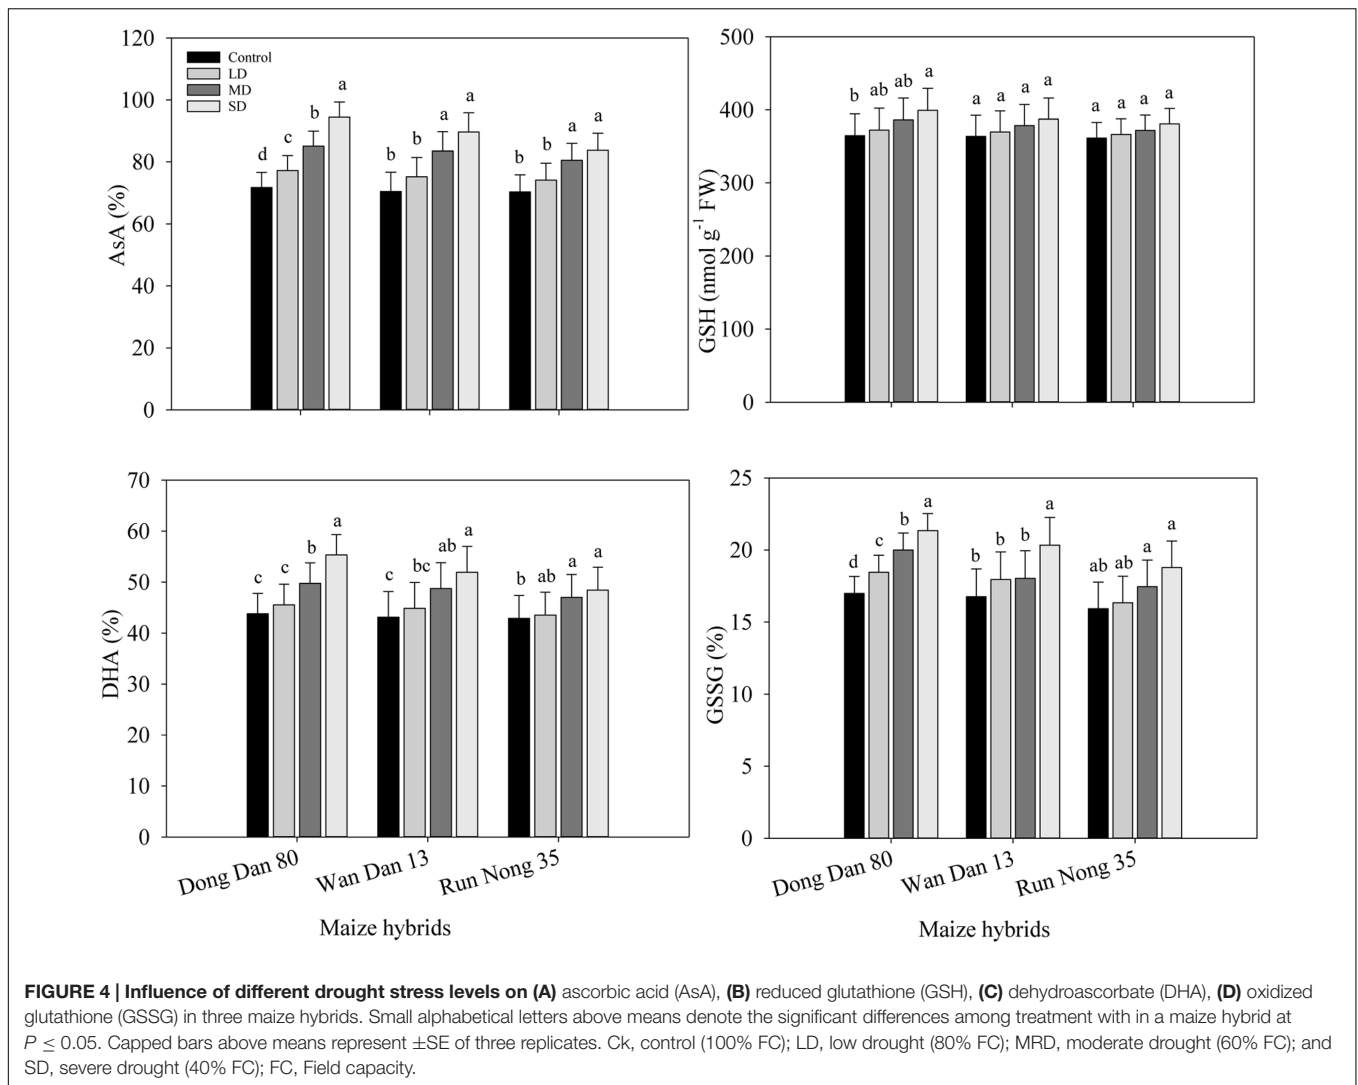 120
100
80
60
40
20
0
AsA (%)
Control
LD
MD
SD
d c b a
b b a a
b b a a
500
400
300
200
100
0
GSH (nmol g⁻¹ FW)
b ab ab a
a a a a
a a a a
70
60
50
40
30
20
10
0
DHA (%)
c c b a
c bc ab a
b ab a a
Dong Dan 80
Wan Dan 13
Run Nong 35
Maize hybrids
25
20
15
10
5
0
GSSG (%)
d c b a
b b b a
ab ab a a
Dong Dan 80
Wan Dan 13
Run Nong 35
Maize hybrids
FIGURE 4 | Influence of different drought stress levels on (A) ascorbic acid (AsA), (B) reduced glutathione (GSH), (C) dehydroascorbate (DHA), (D) oxidized
glutathione (GSSG) in three maize hybrids. Small alphabetical letters above means denote the significant differences among treatment with in a maize hybrid at
P ≤ 0.05. Capped bars above means represent ±SE of three replicates. Ck, control (100% FC); LD, low drought (80% FC); MRD, moderate drought (60% FC); and
SD, severe drought (40% FC); FC, Field capacity.